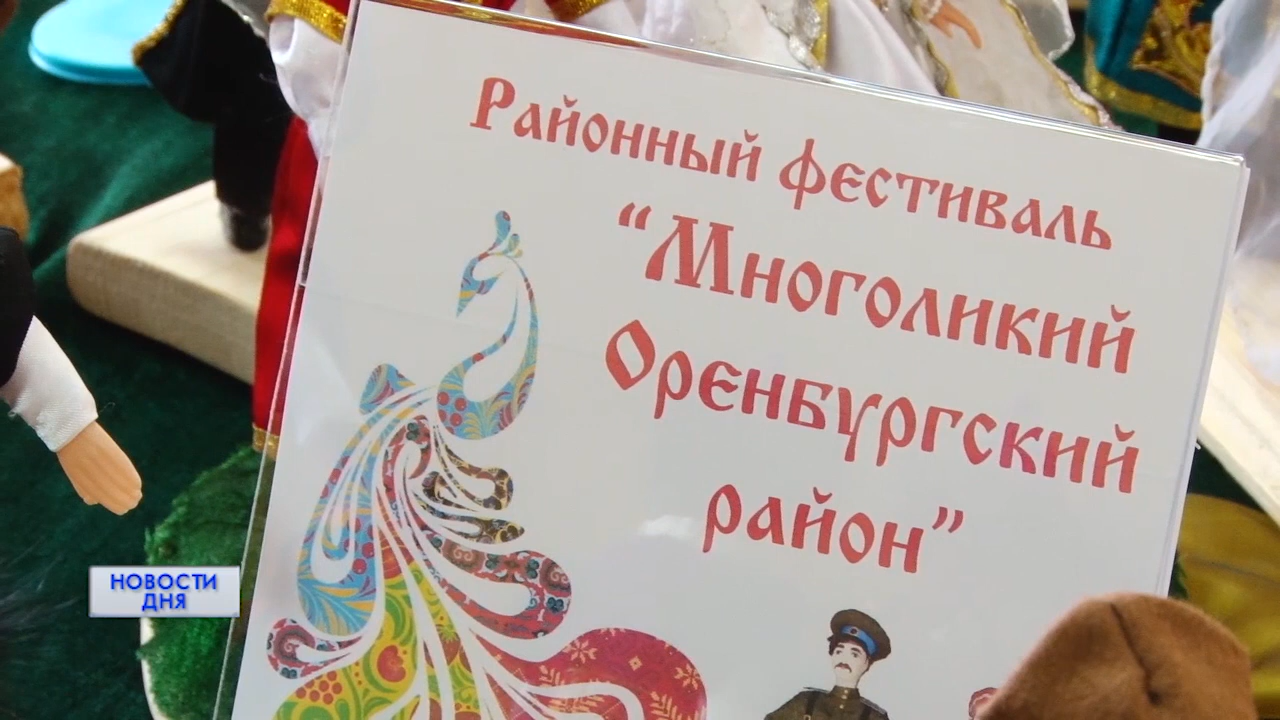 Районный фестиваль
“Многоликий
Оренбургский
район”
НОВОСТИ
ДНЯ